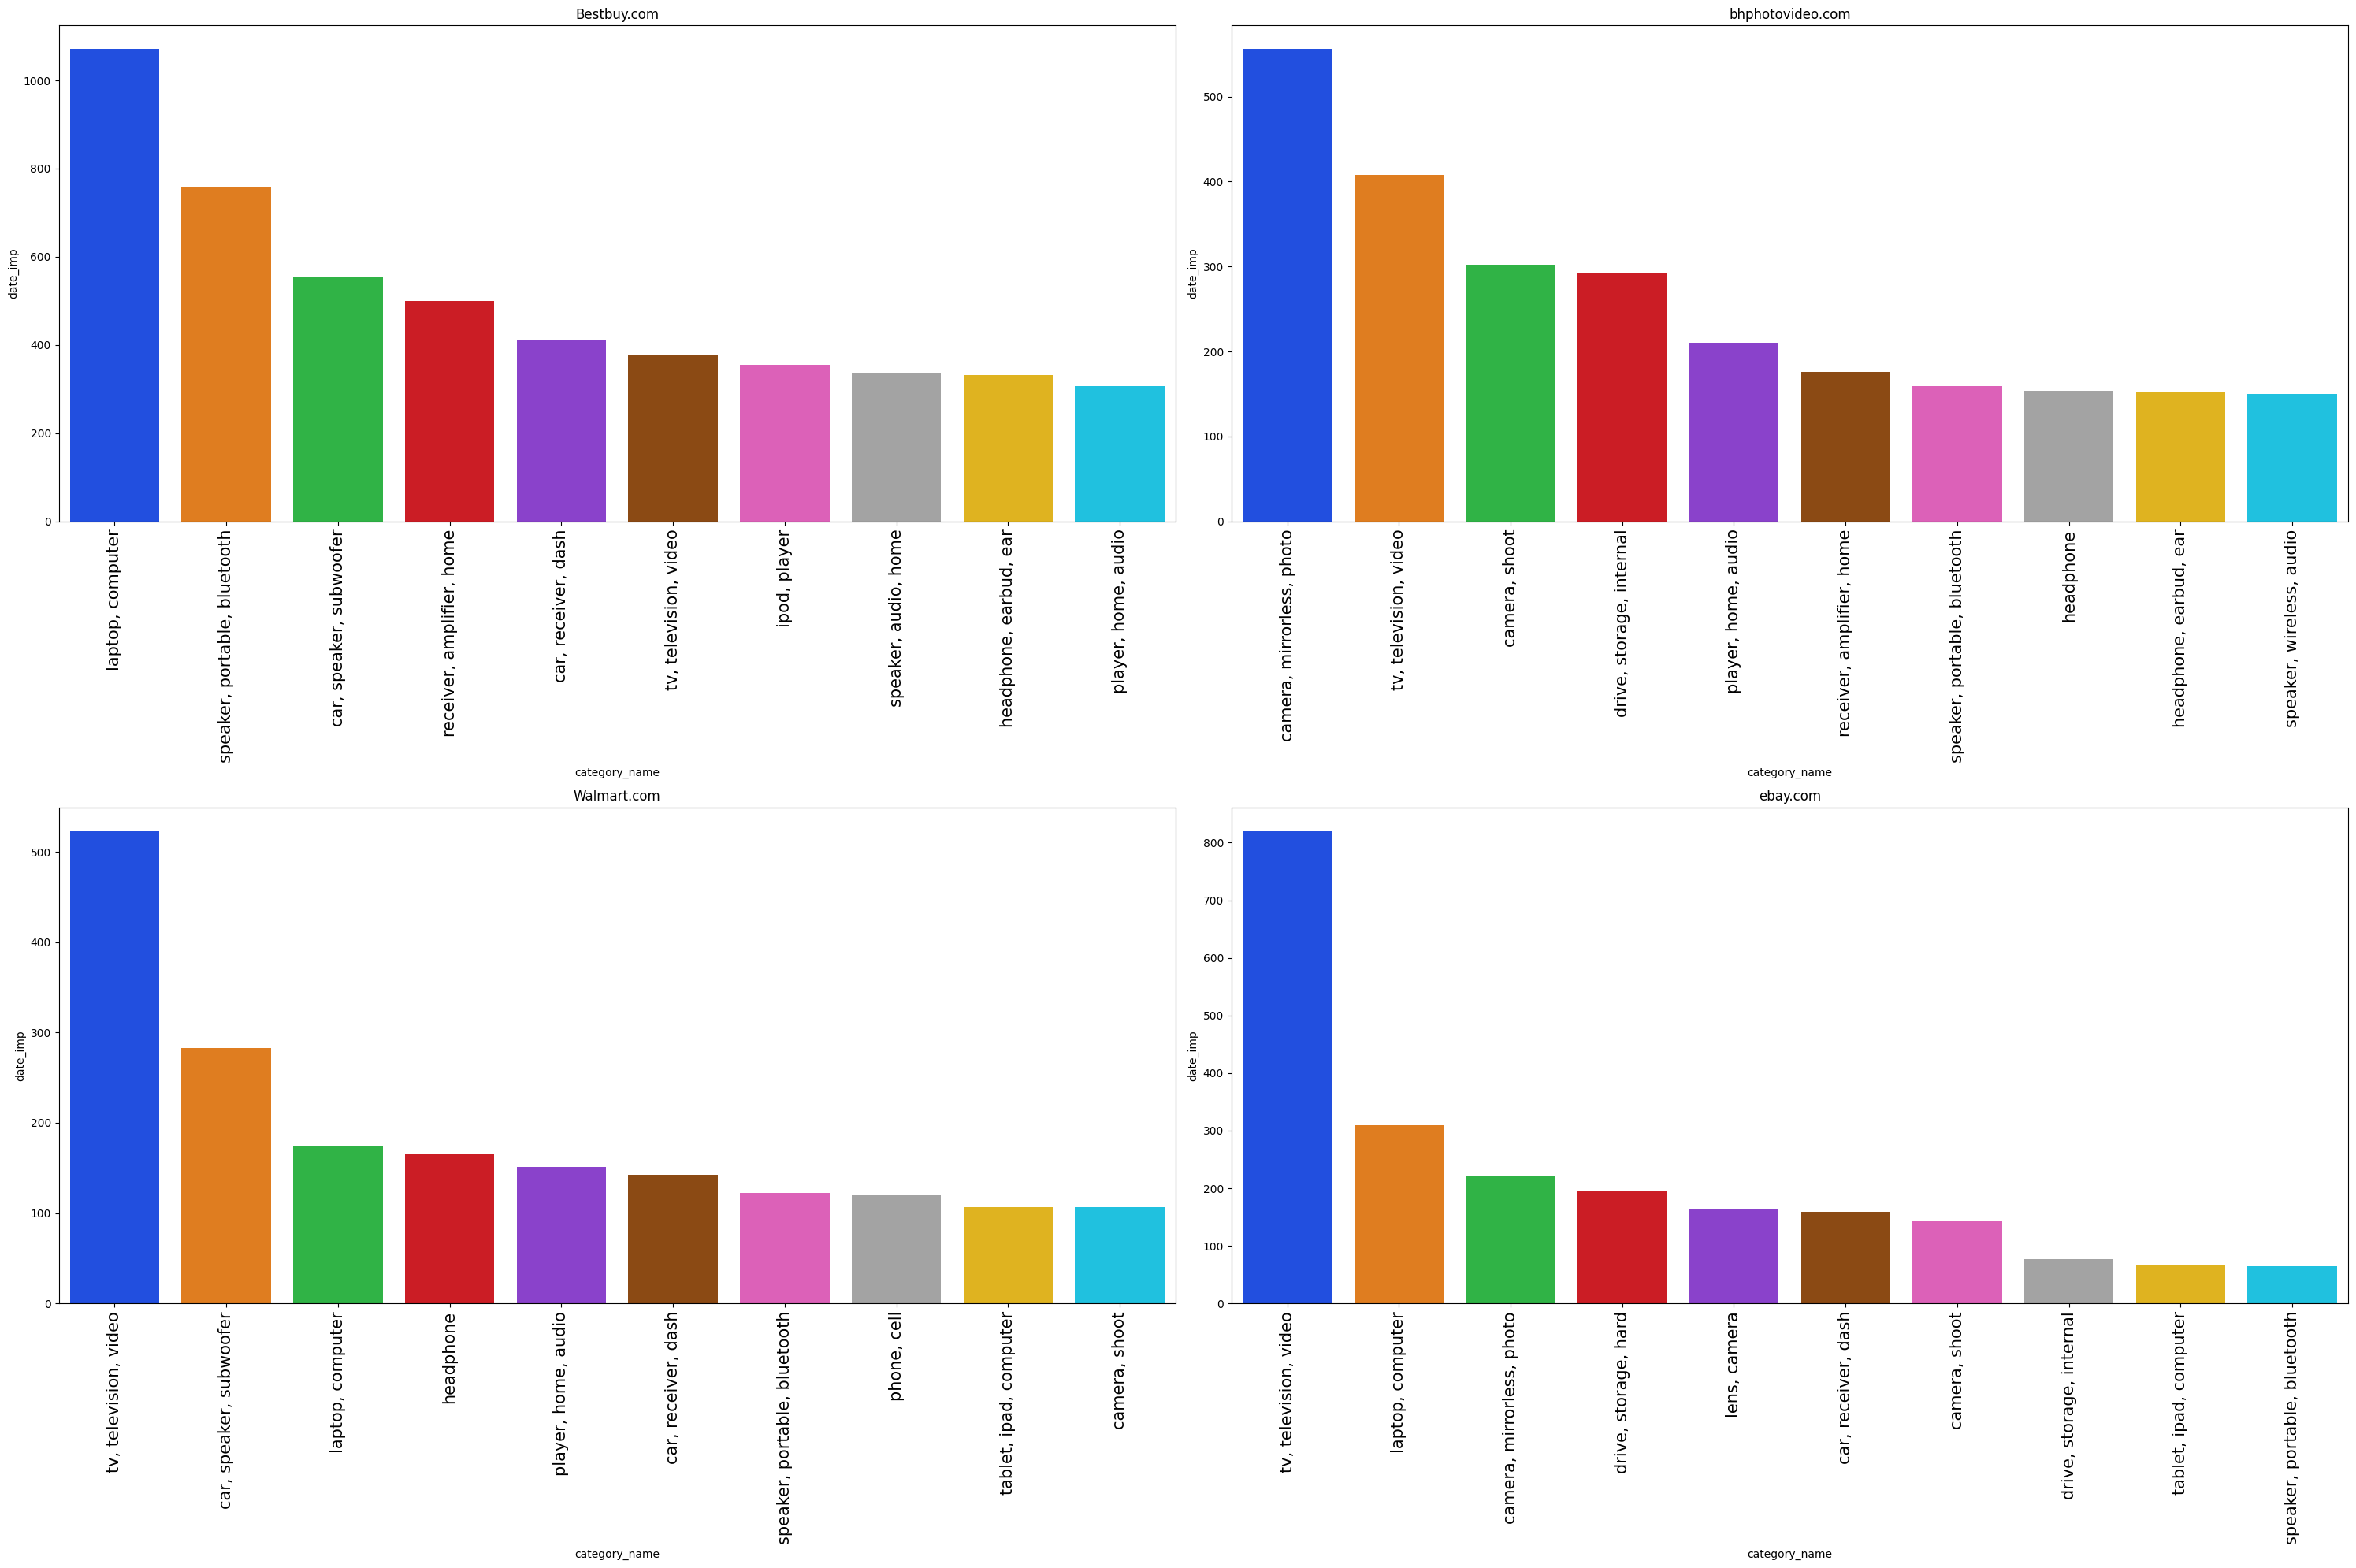 Bestbuy.com
date_imp
1000
800
600
400
200
0
laptop, computer
speaker, portable, bluetooth
car, speaker, subwoofer
receiver, amplifier, home
car, receiver, dash
tv, television, video
ipod, player
speaker, audio, home
headphone, earbud, ear
player, home, audio
category_name
bhphotovideo.com
date_imp
500
400
300
200
100
0
camera, mirrorless, photo
tv, television, video
camera, shoot
drive, storage, internal
player, home, audio
receiver, amplifier, home
speaker, portable, bluetooth
headphone
headphone, earbud, ear
speaker, wireless, audio
category_name
Walmart.com
date_imp
500
400
300
200
100
0
tv, television, video
car, speaker, subwoofer
laptop, computer
headphone
player, home, audio
car, receiver, dash
speaker, portable, bluetooth
phone, cell
tablet, ipad, computer
camera, shoot
category_name
ebay.com
date_imp
800
700
600
500
400
300
200
100
0
tv, television, video
laptop, computer
camera, mirrorless, photo
drive, storage, hard
lens, camera
car, receiver, dash
camera, shoot
drive, storage, internal
tablet, ipad, computer
speaker, portable, bluetooth
category_name